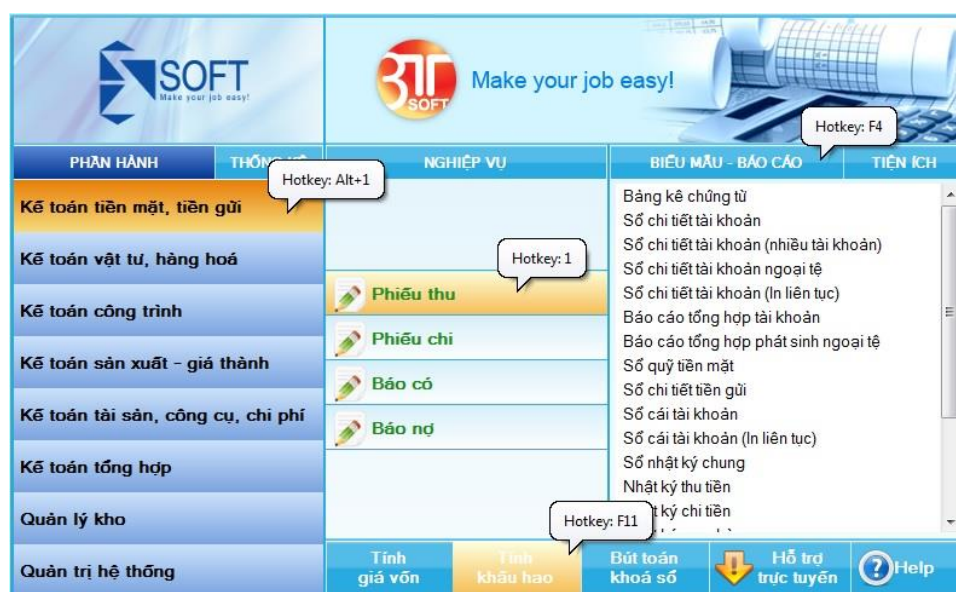 SOFT
Make your job easy!
3TSOFT
Make your job easy!
Hotkey: F4
PHÂN HÀNH
THỐNG KÊ
NGHIỆP VỤ
BIỂU MẪU - BÁO CÁO
TIỆN ÍCH
Hotkey: Alt+1
Kế toán tiền mặt, tiền gửi
Kế toán vật tư, hàng hoá
Kế toán công trình
Kế toán sản xuất - giá thành
Kế toán tài sản, công cụ, chi phí
Kế toán tổng hợp
Quản lý kho
Quản trị hệ thống
Hotkey: 1
Phiếu thu
Phiếu chi
Báo có
Báo nợ
Bảng kê chứng từ
Sổ chi tiết tài khoản
Sổ chi tiết tài khoản (nhiều tài khoản)
Sổ chi tiết tài khoản ngoại tệ
Sổ chi tiết tài khoản (In liên tục)
Báo cáo tổng hợp tài khoản
Báo cáo tổng hợp phát sinh ngoại tệ
Sổ quỹ tiền mặt
Sổ chi tiết tiền gửi
Sổ cái tài khoản
Sổ cái tài khoản (In liên tục)
Sổ nhật ký chung
Nhật ký thu tiền
ký chi tiền
Hotkey: F11
Tính
giá vốn
Tính
khấu hao
Bút toán
khoá sổ
Hỗ trợ
trực tuyến
Help